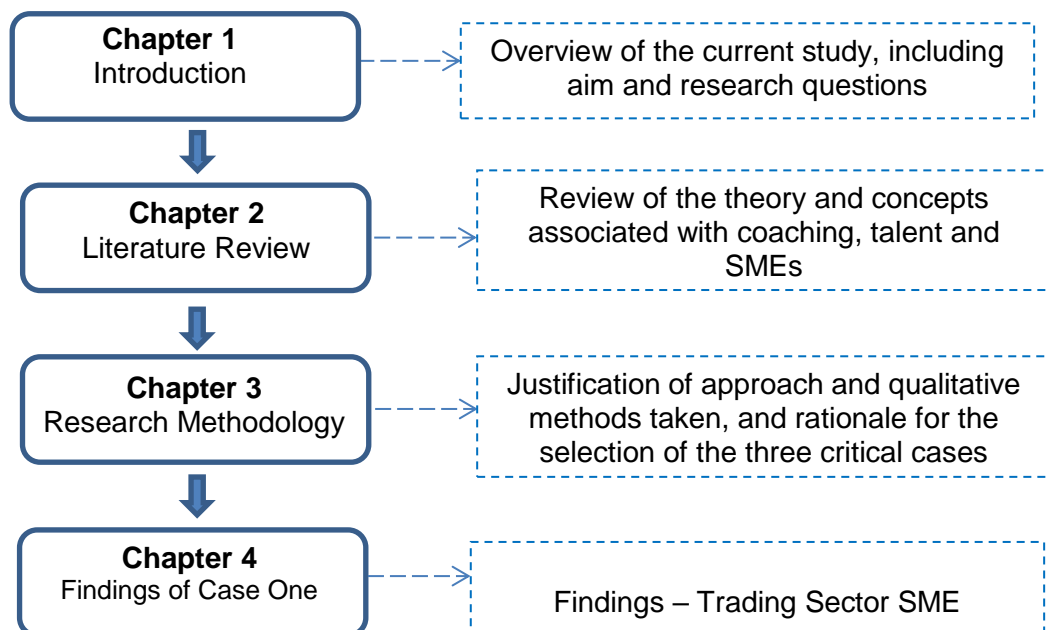 Chapter 1
Introduction
Overview of the current study, including
aim and research questions
Chapter 2
Literature Review
Review of the theory and concepts
associated with coaching, talent and
SMEs
Chapter 3
Research Methodology
Justification of approach and qualitative
methods taken, and rationale for the
selection of the three critical cases
Chapter 4
Findings of Case One
Findings – Trading Sector SME